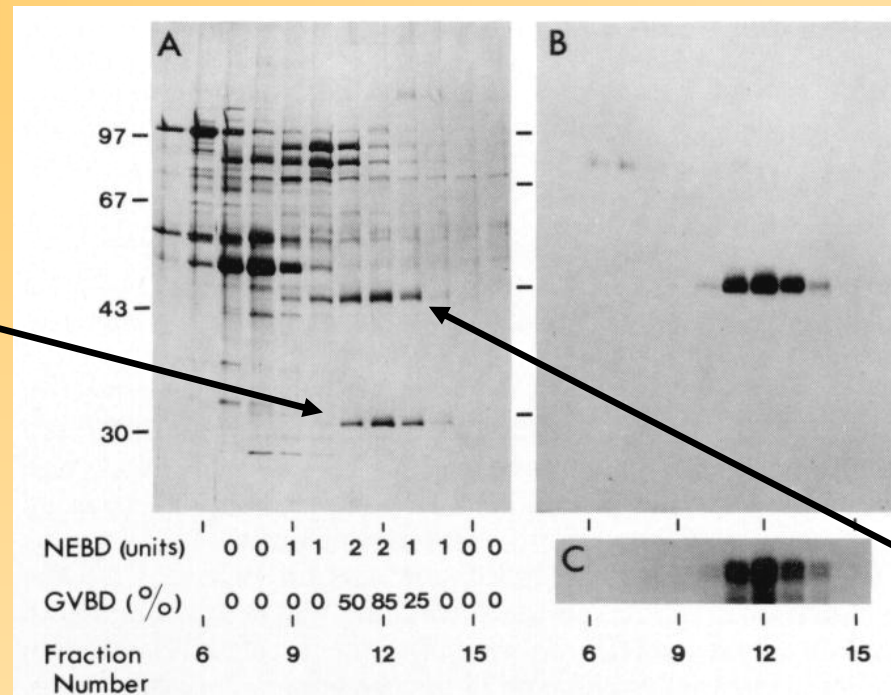 A
B
97
67
43
30
C
NEBD (units) 0 0 1 1 2 2 1 1 0 0
GVBD (%) 0 0 0 0 50 85 25 0 0 0
Fraction 6 9 12 15 6 9 12 15
Number